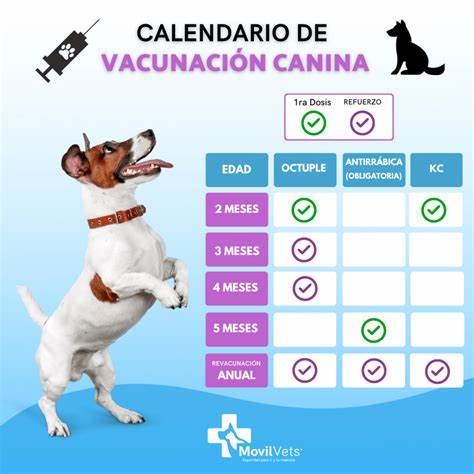 CALENDARIO DE
VACUNACIÓN CANINA
1ra Dosis REFUERZO
EDAD OCTUPLE ANTIRRÁBICA (OBLIGATORIA) KC
2 MESES
3 MESES
4 MESES
5 MESES
REVACUNACIÓN
ANUAL
MovilVets